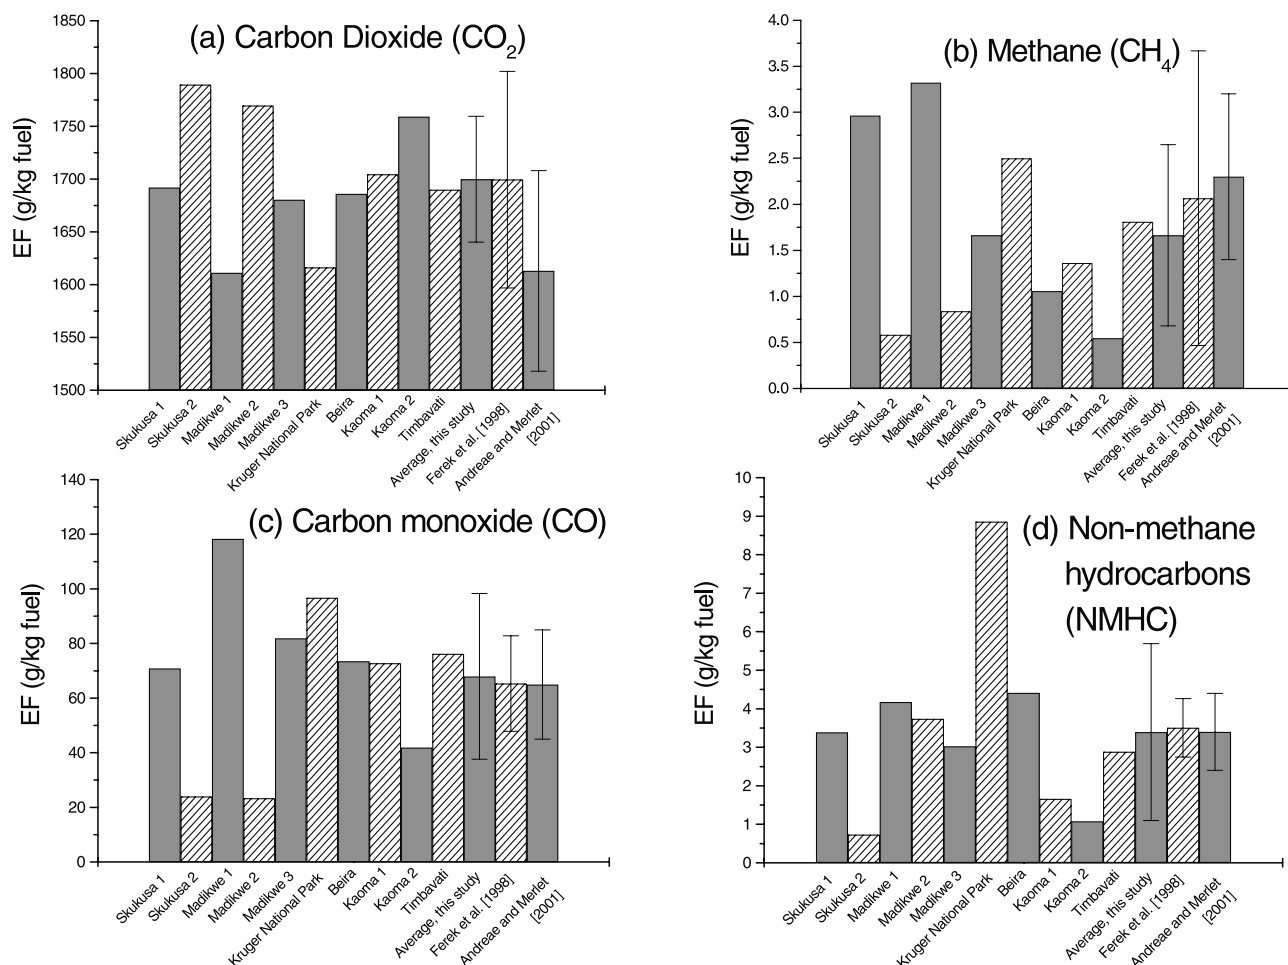 (a) Carbon Dioxide (CO2)
EF (g/kg fuel)
1850
1800
1750
1700
1650
1600
1550
1500
Skukusa 1
Skukusa 2
Madikwe 1
Madikwe 2
Madikwe 3
Kruger National Park
Beira
Kaoma 1
Kaoma 2
Timbavati
Average, this study
Ferek et al. [1998]
Andreae and Merlet
[2001]
(b) Methane (CH4)
EF (g/kg fuel)
4.0
3.5
3.0
2.5
2.0
1.5
1.0
0.5
0.0
Skukusa 1
Skukusa 2
Madikwe 1
Madikwe 2
Madikwe 3
Kruger National Park
Beira
Kaoma 1
Kaoma 2
Timbavati
Average, this study
Ferek et al. [1998]
Andreae and Merlet
[2001]
(c) Carbon monoxide (CO)
EF (g/kg fuel)
140
120
100
80
60
40
20
0
Skukusa 1
Skukusa 2
Madikwe 1
Madikwe 2
Madikwe 3
Kruger National Park
Beira
Kaoma 1
Kaoma 2
Timbavati
Average, this study
Ferek et al. [1998]
Andreae and Merlet
[2001]
(d) Non-methane
hydrocarbons
(NMHC)
EF (g/kg fuel)
10
9
8
7
6
5
4
3
2
1
0
Skukusa 1
Skukusa 2
Madikwe 1
Madikwe 2
Madikwe 3
Kruger National Park
Beira
Kaoma 1
Kaoma 2
Timbavati
Average, this study
Ferek et al. [1998]
Andreae and Merlet
[2001]